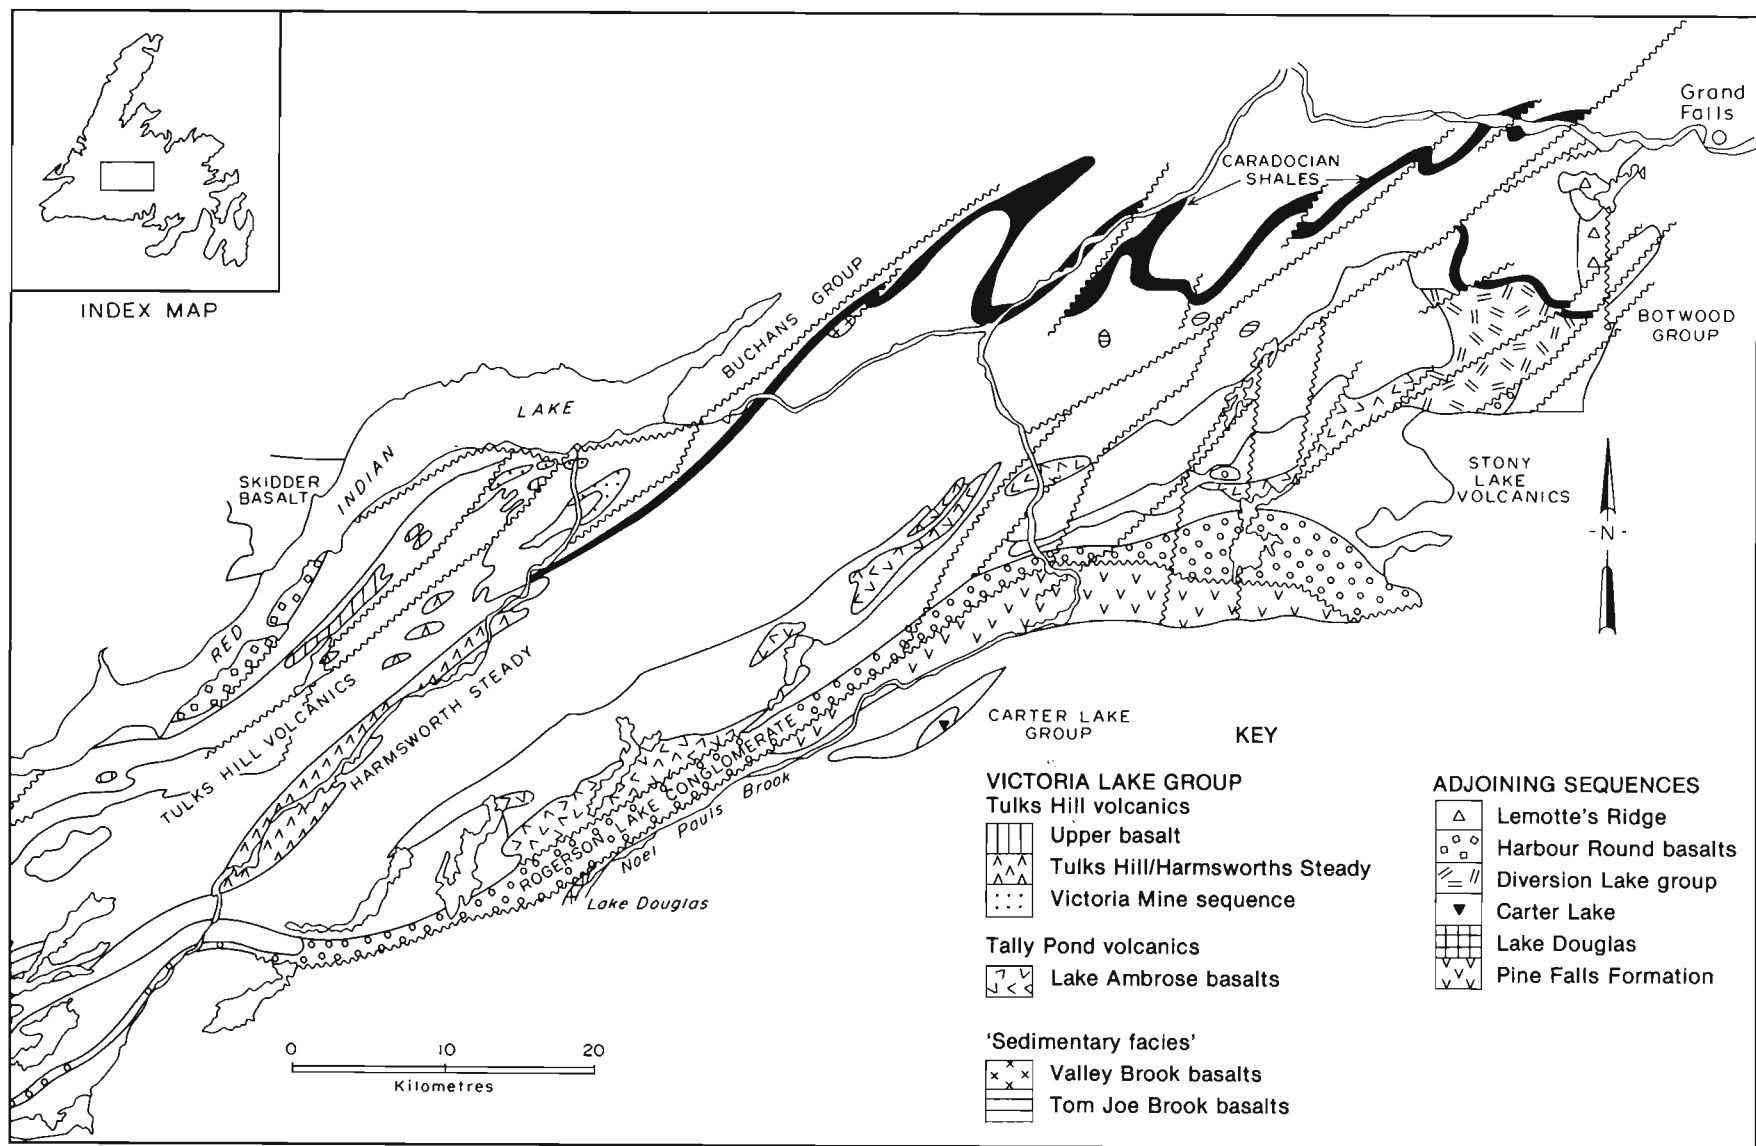 INDEX MAP
Grand
Falls
CARADOCIAN
SHALES
BUCHANS GROUP
BOTWOOD
GROUP
LAKE
INDIAN
RED
SKIDDER
BASALT
STONY
LAKE
VOLCANICS
-N-
TULKS HILL VOLCANICS
HARMSWORTH STEADY
ROGERSON LAKE CONGLOMERATE
Noel Pauls Brook
Lake Douglas
CARTER LAKE
GROUP
0 10 20
Kilometres
KEY
VICTORIA LAKE GROUP
Tulks Hill volcanics
Upper basalt
Tulks Hill/Harmsworths Steady
Victoria Mine sequence
Tally Pond volcanics
Lake Ambrose basalts
'Sedimentary facies'
Valley Brook basalts
Tom Joe Brook basalts
ADJOINING SEQUENCES
Lemotte's Ridge
Harbour Round basalts
Diversion Lake group
Carter Lake
Lake Douglas
Pine Falls Formation